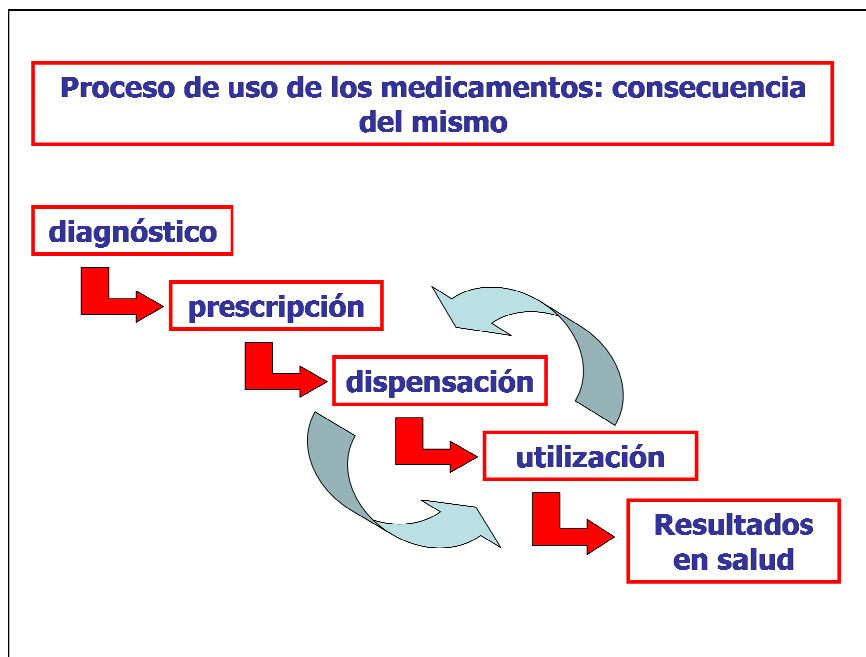 Proceso de uso de los medicamentos: consecuencia
del mismo
diagnóstico
prescripción
dispensación
utilización
Resultados
en salud